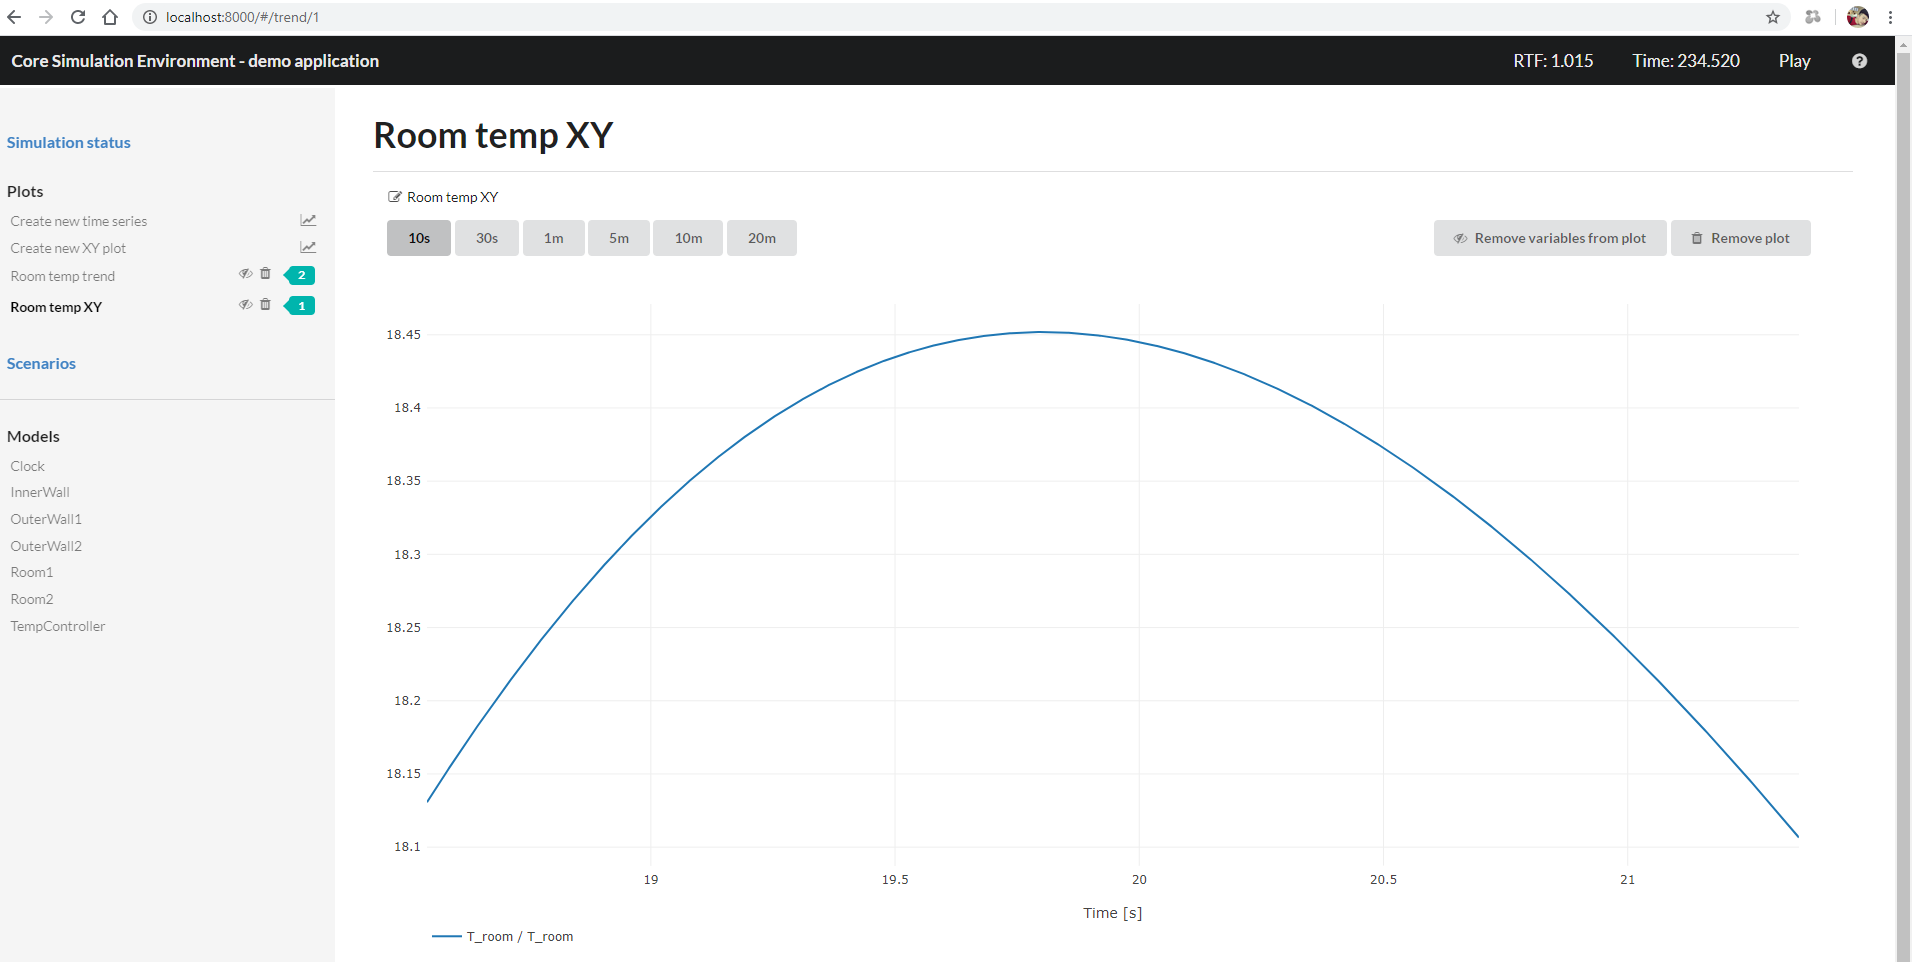 localhost:8000/#/trend/1
Core Simulation Environment - demo application
RTF: 1.015 Time: 234.520 Play
Simulation status
Plots
Create new time series
Create new XY plot
Room temp trend 2
Room temp XY 1
Scenarios
Models
Clock
InnerWall
OuterWall1
OuterWall2
Room1
Room2
TempController
Room temp XY
Room temp XY
10s 30s 1m 5m 10m 20m Remove variables from plot Remove plot
18.45
18.4
18.35
18.3
18.25
18.2
18.15
18.1
19 19.5 20 20.5 21
Time [s]
T_room / T_room